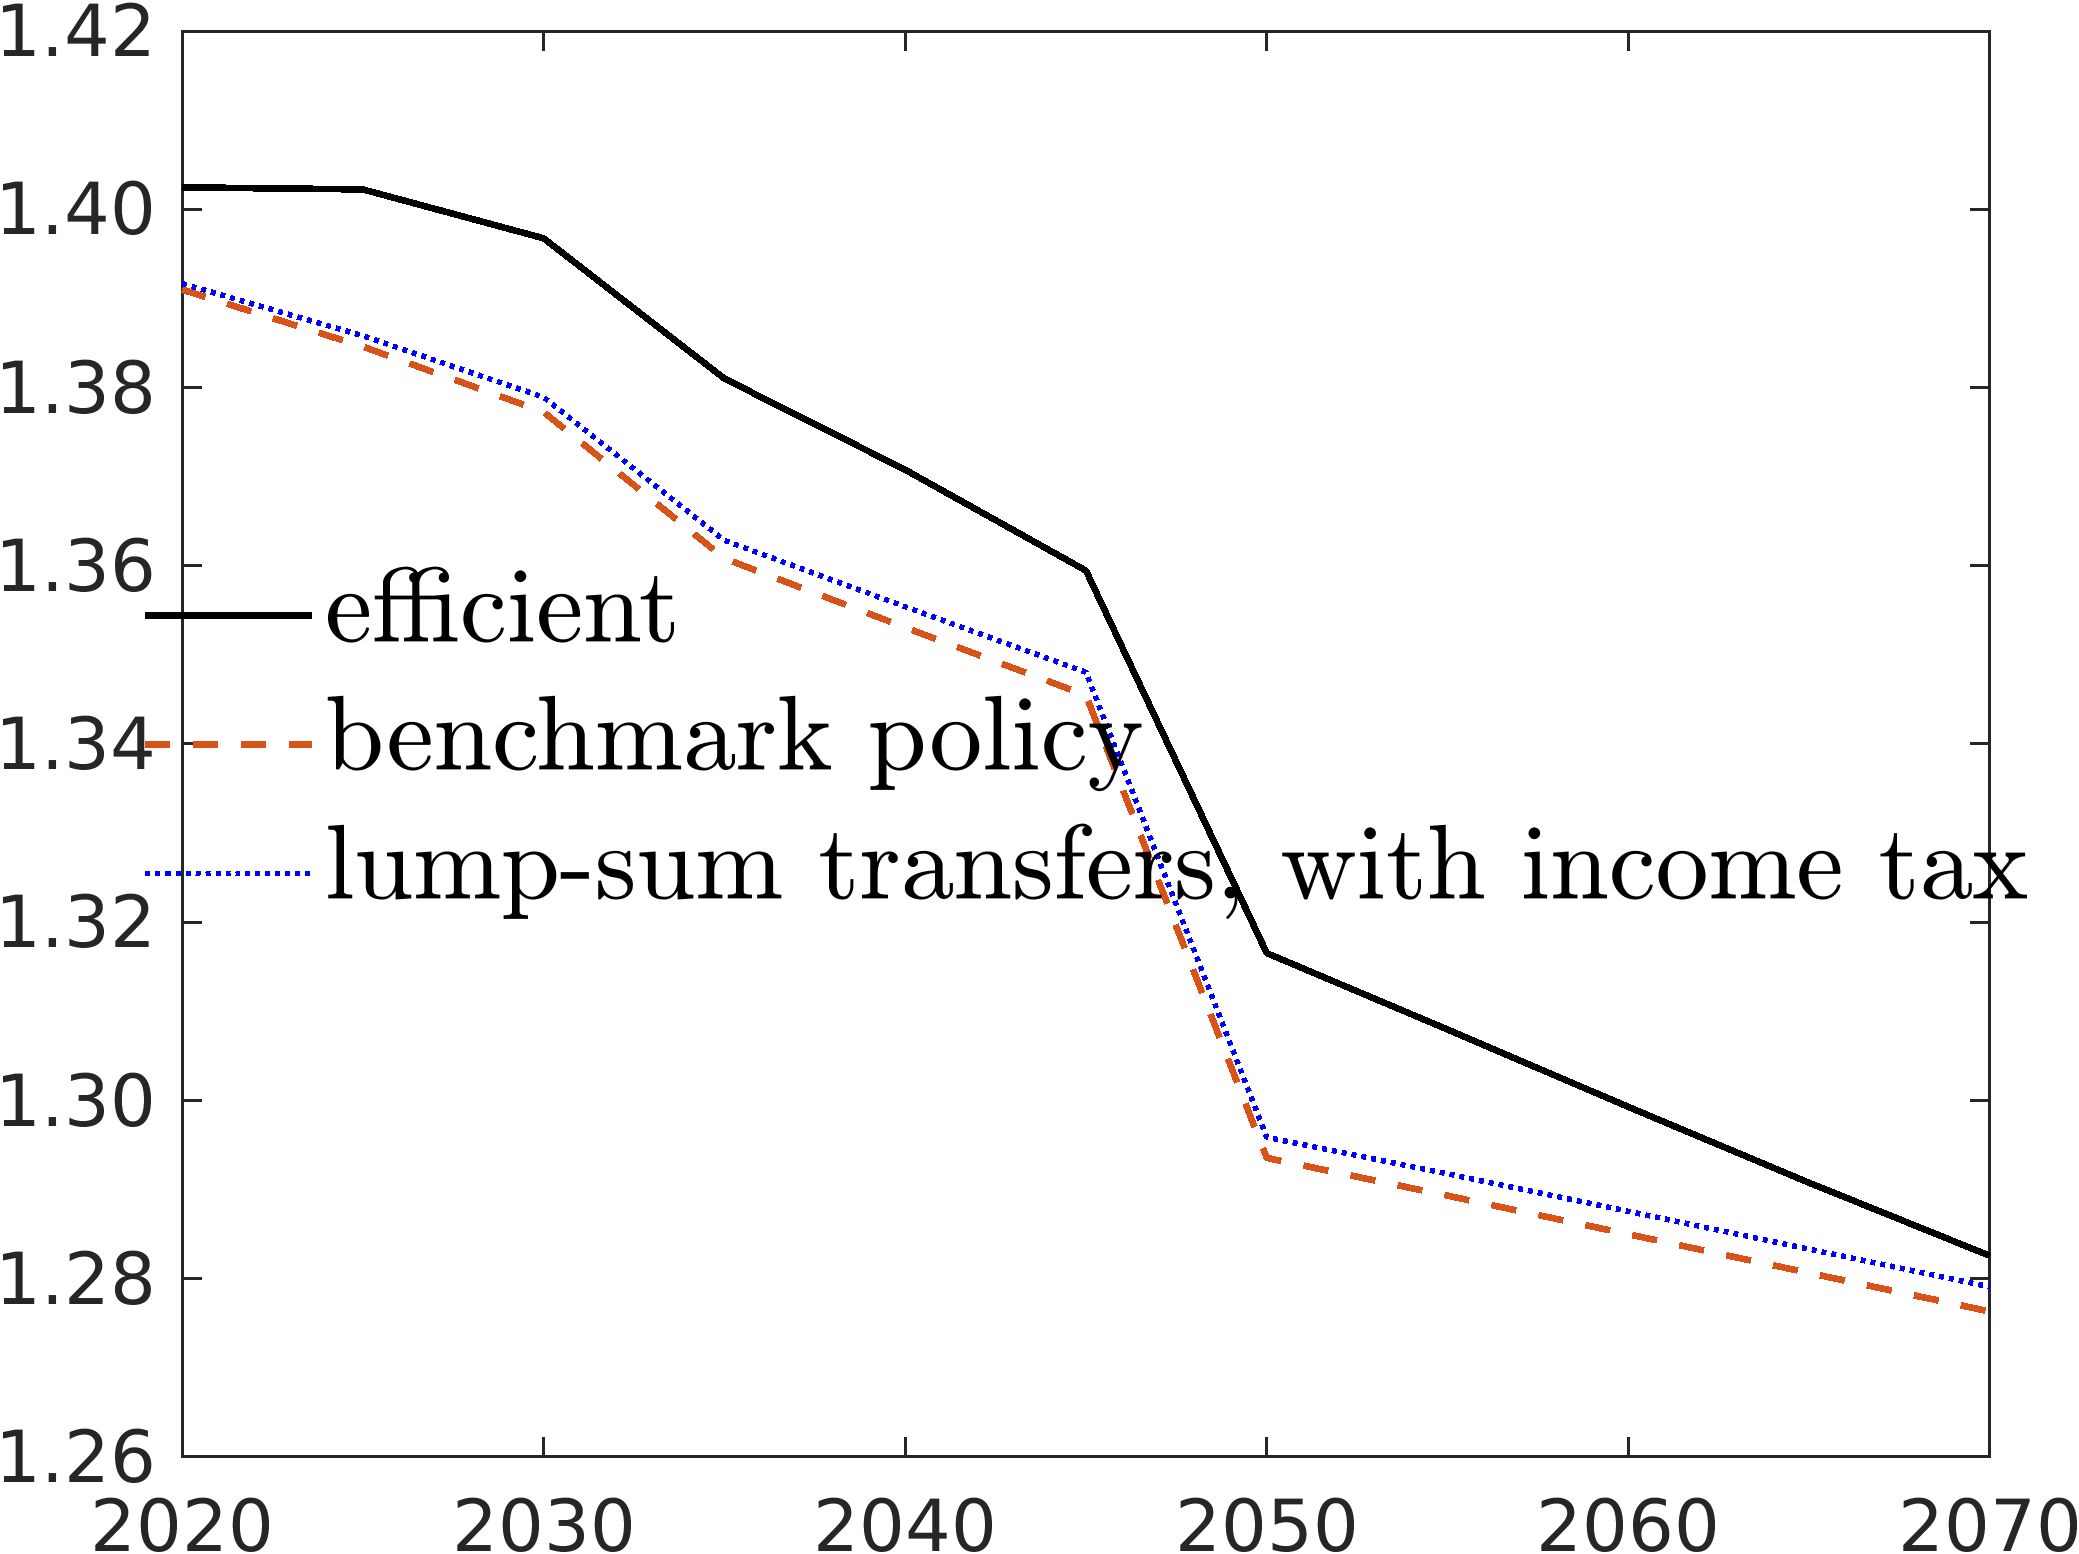 1.42
1.40
1.38
1.36
efficient
1.34
benchmark policy
lump-sum transfers, with income tax
1.32
1.30
1.28
1.26
2020 2030 2040 2050 2060 2070